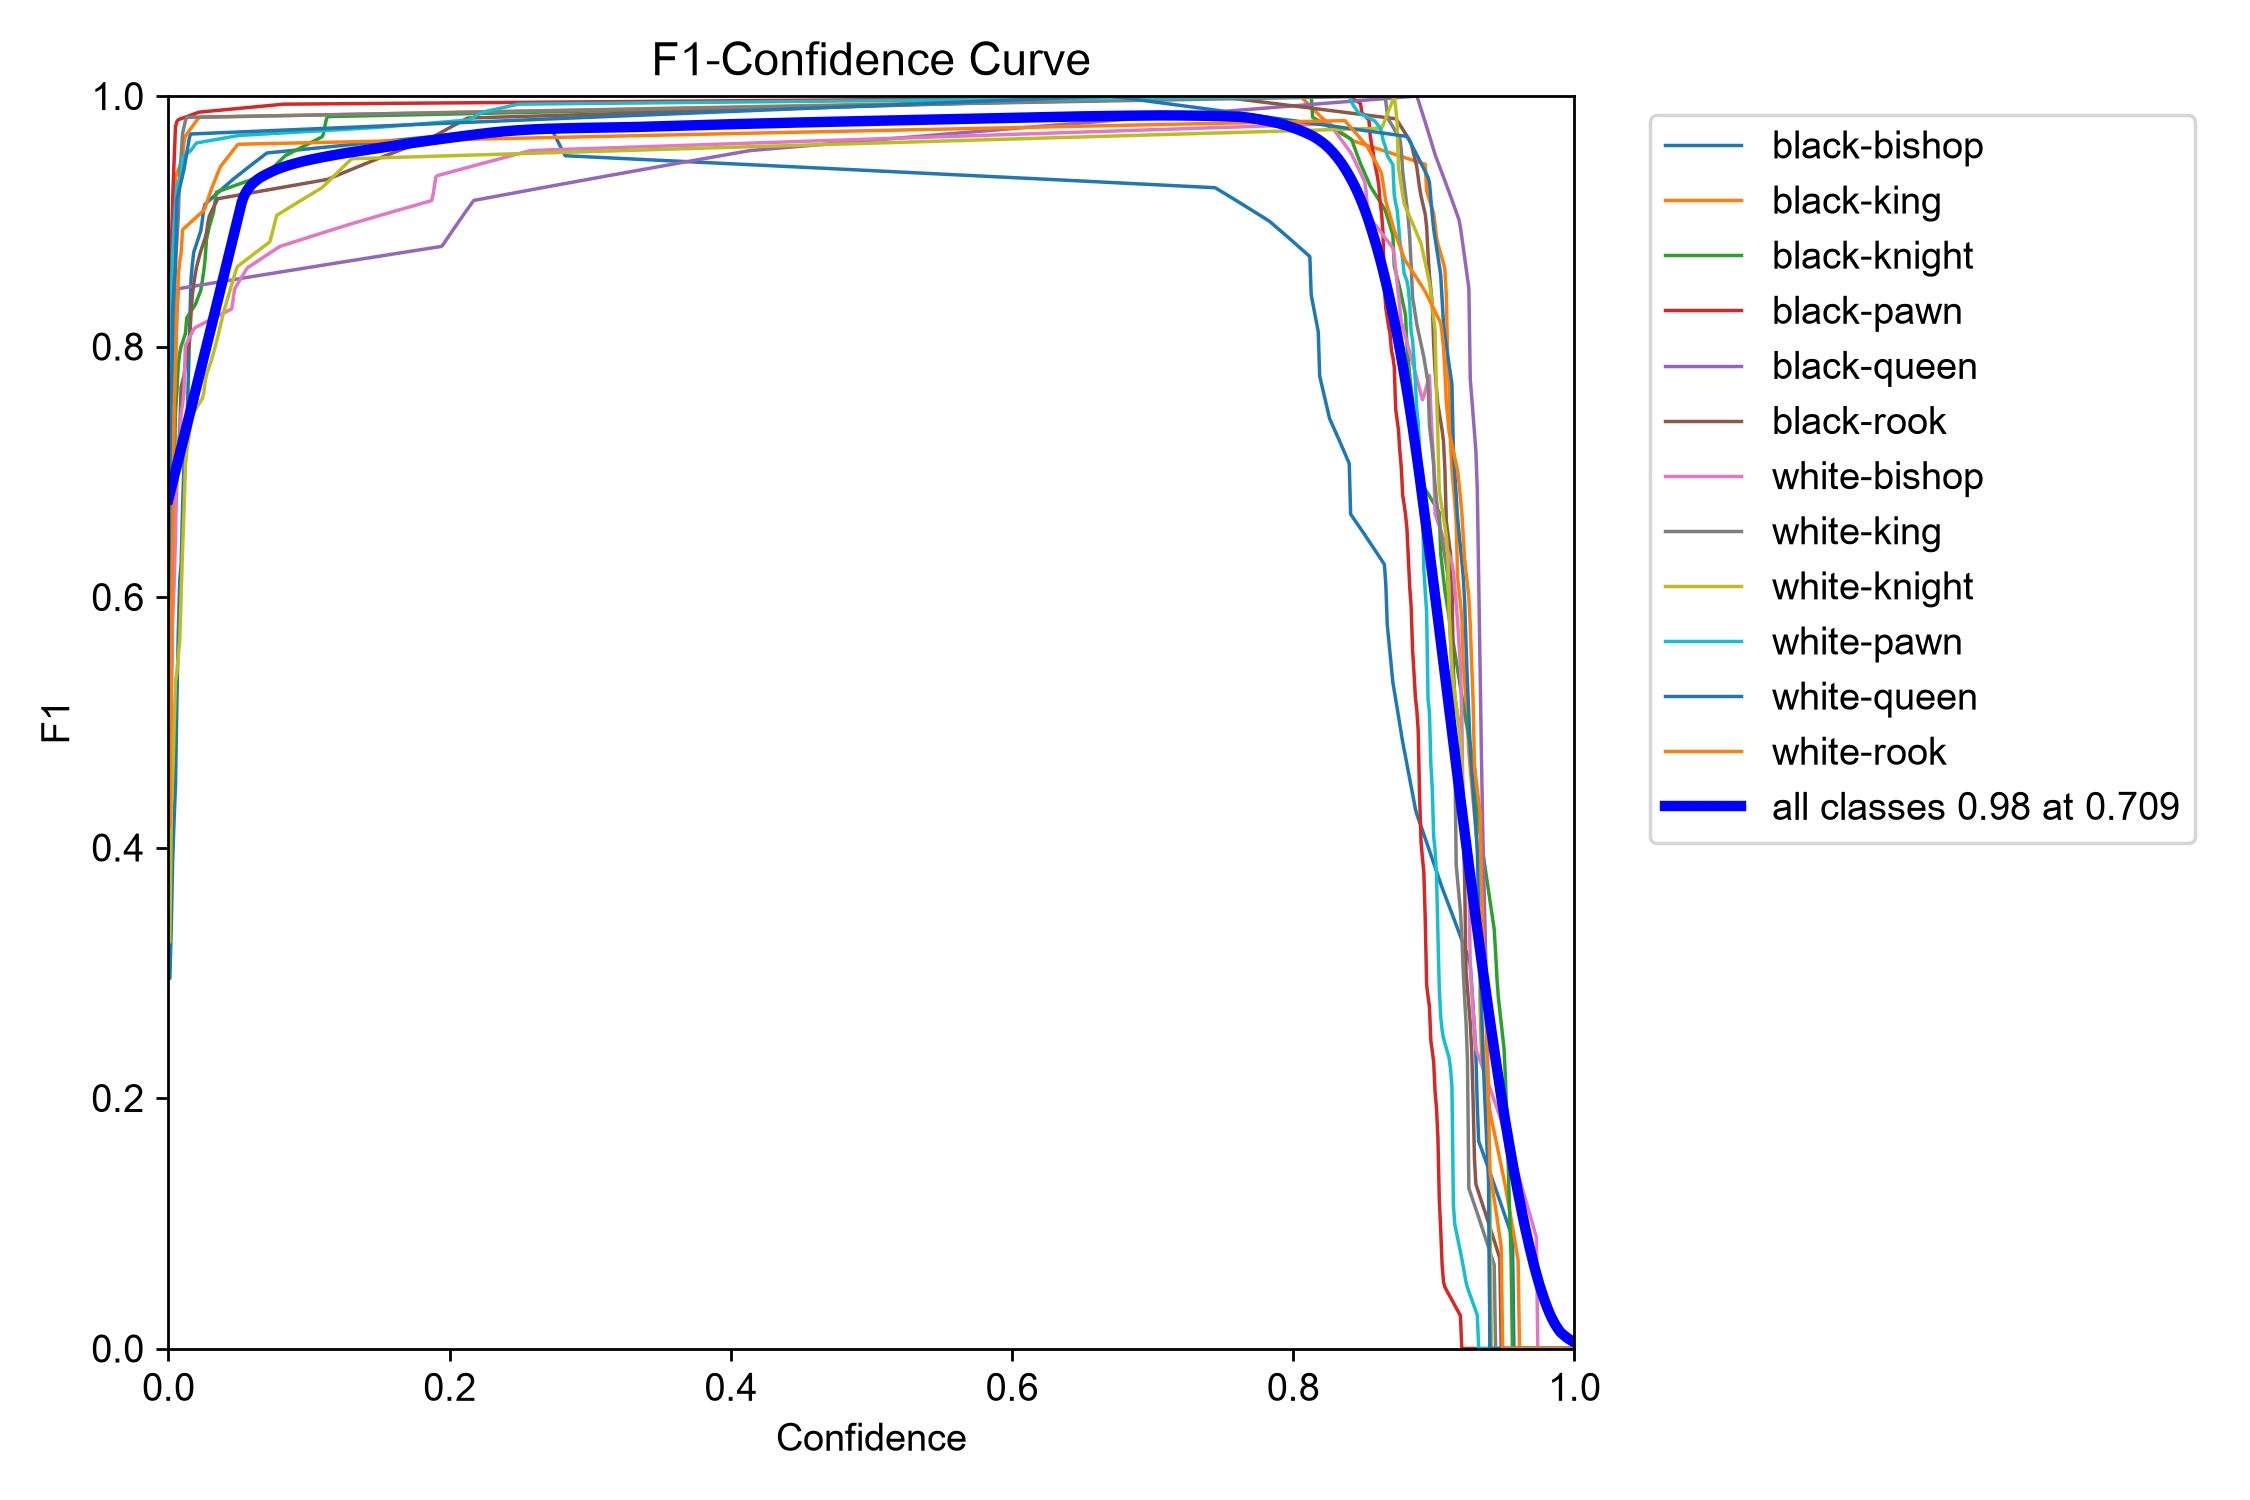 F1-Confidence Curve
1.0
0.8
0.6
0.4
0.2
0.0
F1
0.0 0.2 0.4 0.6 0.8 1.0
Confidence
black-bishop
black-king
black-knight
black-pawn
black-queen
black-rook
white-bishop
white-king
white-knight
white-pawn
white-queen
white-rook
all classes 0.98 at 0.709